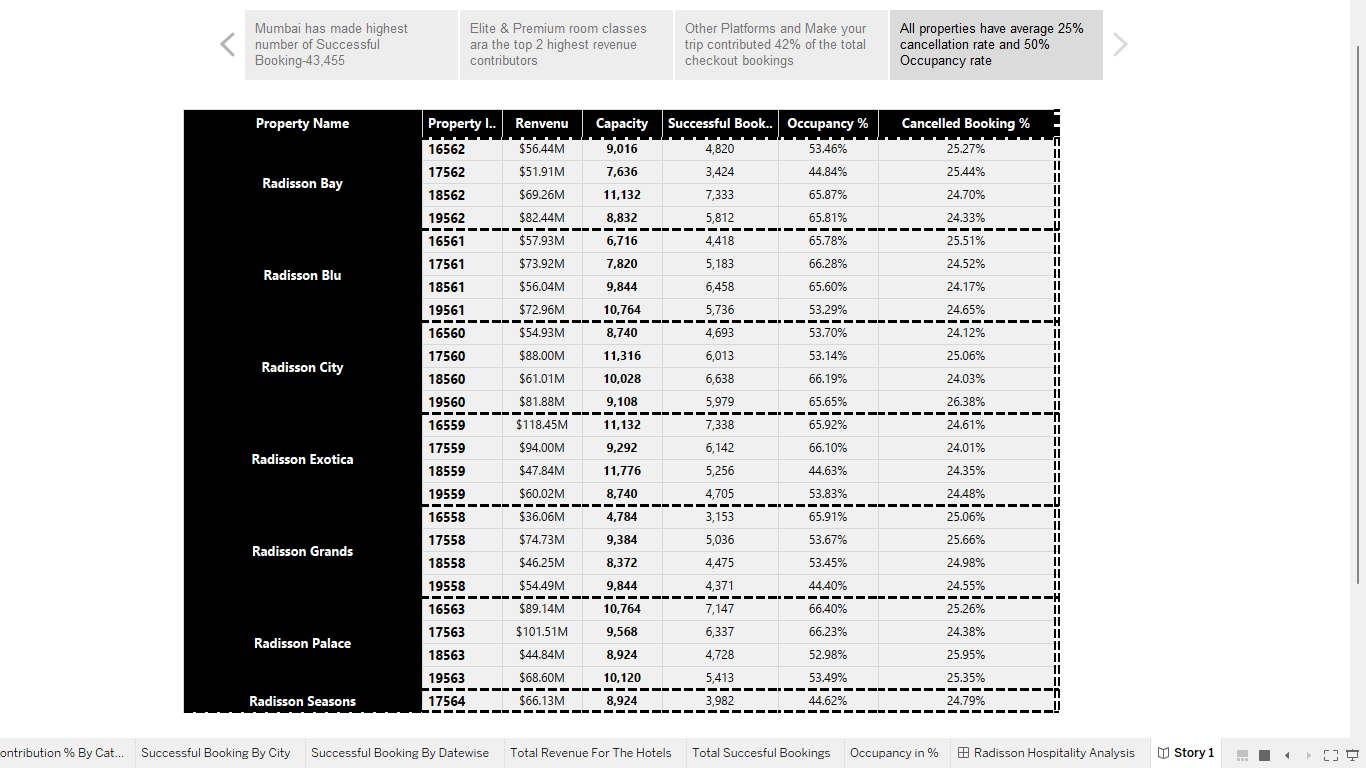 Mumbai has made highest
number of Successful
Booking-43,455
Elite & Premium room classes
ara the top 2 highest revenue
contributors
Other Platforms and Make your
trip contributed 42% of the total
checkout bookings
All properties have average 25%
cancellation rate and 50%
Occupancy rate
Property Name Property I.. Renvenu Capacity Successful Book.. Occupancy % Cancelled Booking %
Radisson Bay
16562 $56.44M 9,016 4,820 53.46% 25.27%
17562 $51.91M 7,636 3,424 44.84% 25.44%
18562 $69.26M 11,132 7,333 65.87% 24.70%
19562 $82.44M 8,832 5,812 65.81% 24.33%
Radisson Blu
16561 $57.93M 6,716 4,418 65.78% 25.51%
17561 $73.92M 7,820 5,183 66.28% 24.52%
18561 $56.04M 9,844 6,458 65.60% 24.17%
19561 $72.96M 10,764 5,736 53.29% 24.65%
Radisson City
16560 $54.93M 8,740 4,693 53.70% 24.12%
17560 $88.00M 11,316 6,013 53.14% 25.06%
18560 $61.01M 10,028 6,638 66.19% 24.03%
19560 $81.88M 9,108 5,979 65.65% 26.38%
Radisson Exotica
16559 $118.45M 11,132 7,338 65.92% 24.61%
17559 $94.00M 9,292 6,142 66.10% 24.01%
18559 $47.84M 11,776 5,256 44.63% 24.35%
19559 $60.02M 8,740 4,705 53.83% 24.48%
Radisson Grands
16558 $36.06M 4,784 3,153 65.91% 25.06%
17558 $74.73M 9,384 5,036 53.67% 25.66%
18558 $46.25M 8,372 4,475 53.45% 24.98%
19558 $54.49M 9,844 4,371 44.40% 24.55%
Radisson Palace
16563 $89.14M 10,764 7,147 66.40% 25.26%
17563 $101.51M 9,568 6,337 66.23% 24.38%
18563 $44.84M 8,924 4,728 52.98% 25.95%
19563 $68.60M 10,120 5,413 53.49% 25.35%
Radisson Seasons 17564 $66.13M 8,924 3,982 44.62% 24.79%
ontribution % By Cat... Successful Booking By City Successful Booking By Datewise Total Revenue For The Hotels Total Succesful Bookings Occupancy in % Radisson Hospitality Analysis Story 1